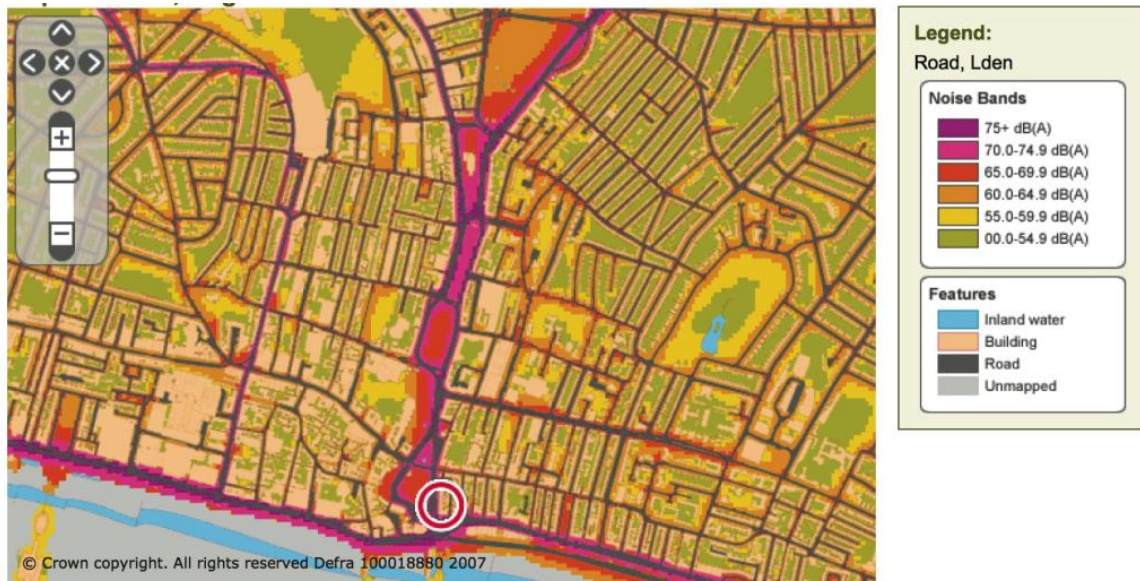 © Crown copyright. All rights reserved Defra 100018880 2007
Legend:
Road, Lden
Noise Bands
75+ dB(A)
70.0-74.9 dB(A)
65.0-69.9 dB(A)
60.0-64.9 dB(A)
55.0-59.9 dB(A)
00.0-54.9 dB(A)
Features
Inland water
Building
Road
Unmapped